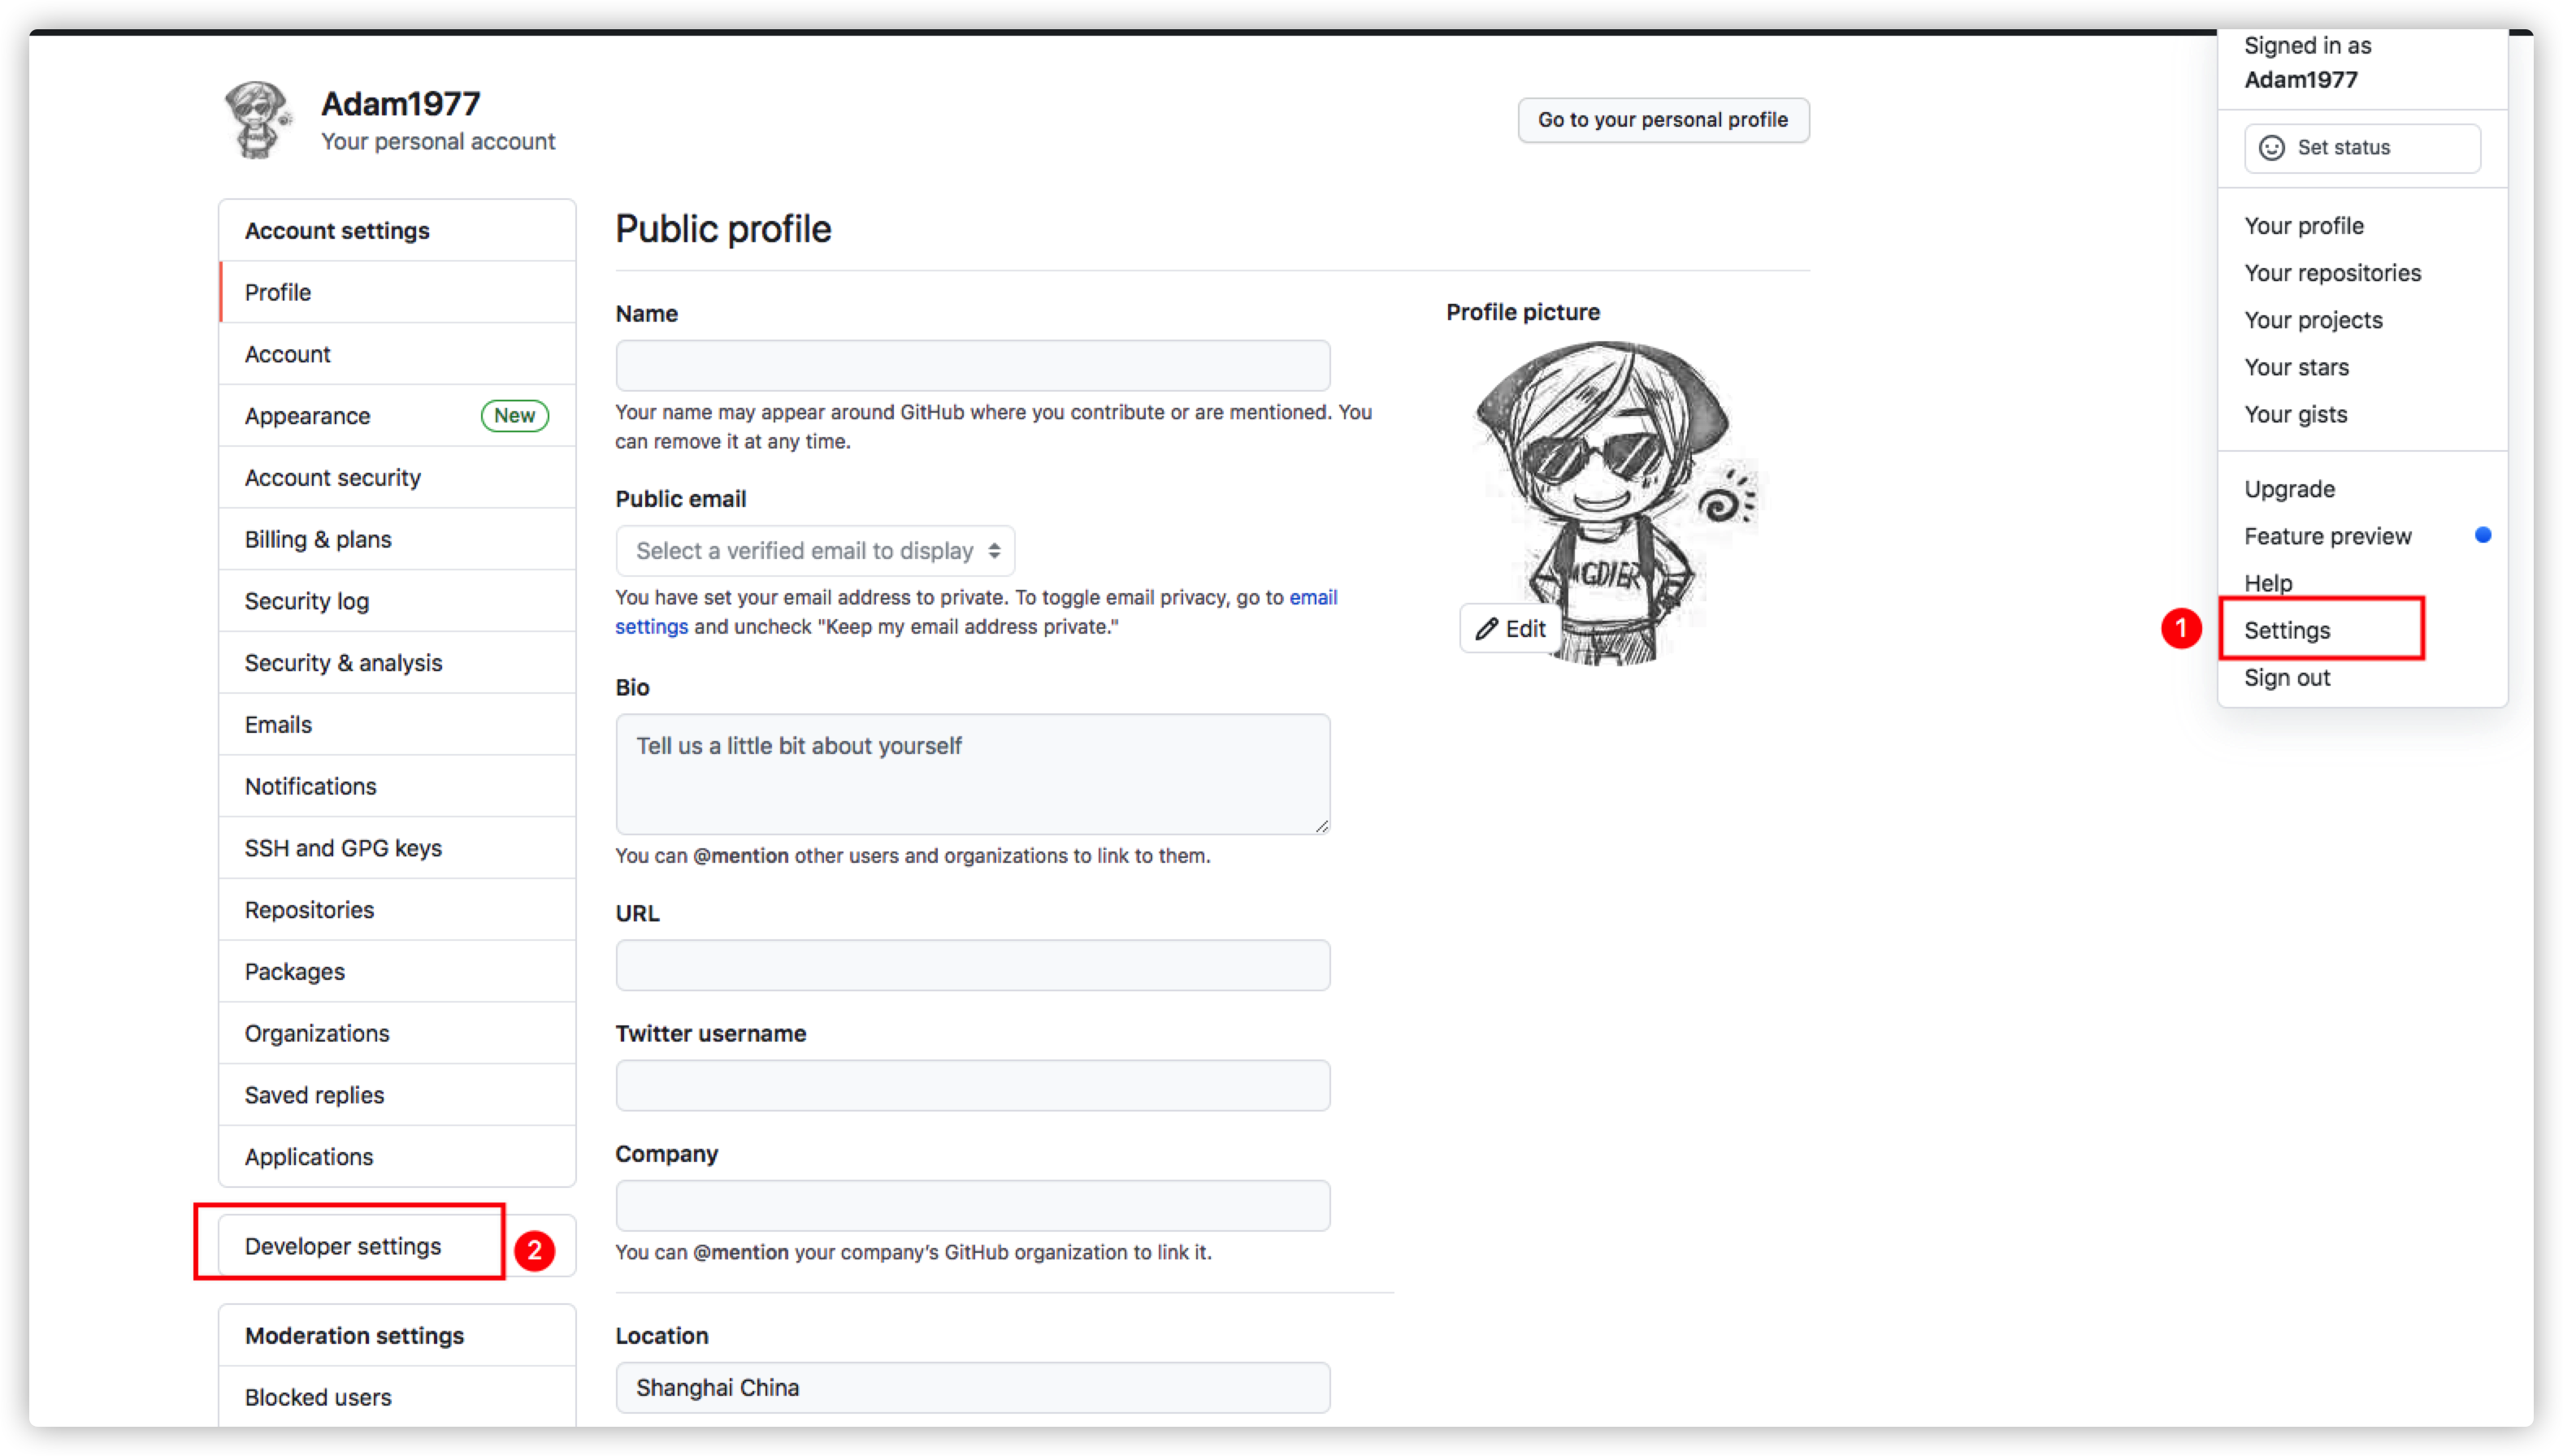 Adam1977
Your personal account
Go to your personal profile
Account settings
Profile
Account
Appearance New
Account security
Billing & plans
Security log
Security & analysis
Emails
Notifications
SSH and GPG keys
Repositories
Packages
Organizations
Saved replies
Applications
Developer settings
2
Moderation settings
Blocked users
Public profile
Name
Your name may appear around GitHub where you contribute or are mentioned. You
can remove it at any time.
Public email
Select a verified email to display
You have set your email address to private. To toggle email privacy, go to email
settings and uncheck "Keep my email address private."
Bio
Tell us a little bit about yourself
You can @mention other users and organizations to link to them.
URL
Twitter username
Company
You can @mention your company’s GitHub organization to link it.
Location
Shanghai China
Profile picture
Edit
Signed in as
Adam1977
Set status
Your profile
Your repositories
Your projects
Your stars
Your gists
Upgrade
Feature preview
Help
1
Settings
Sign out